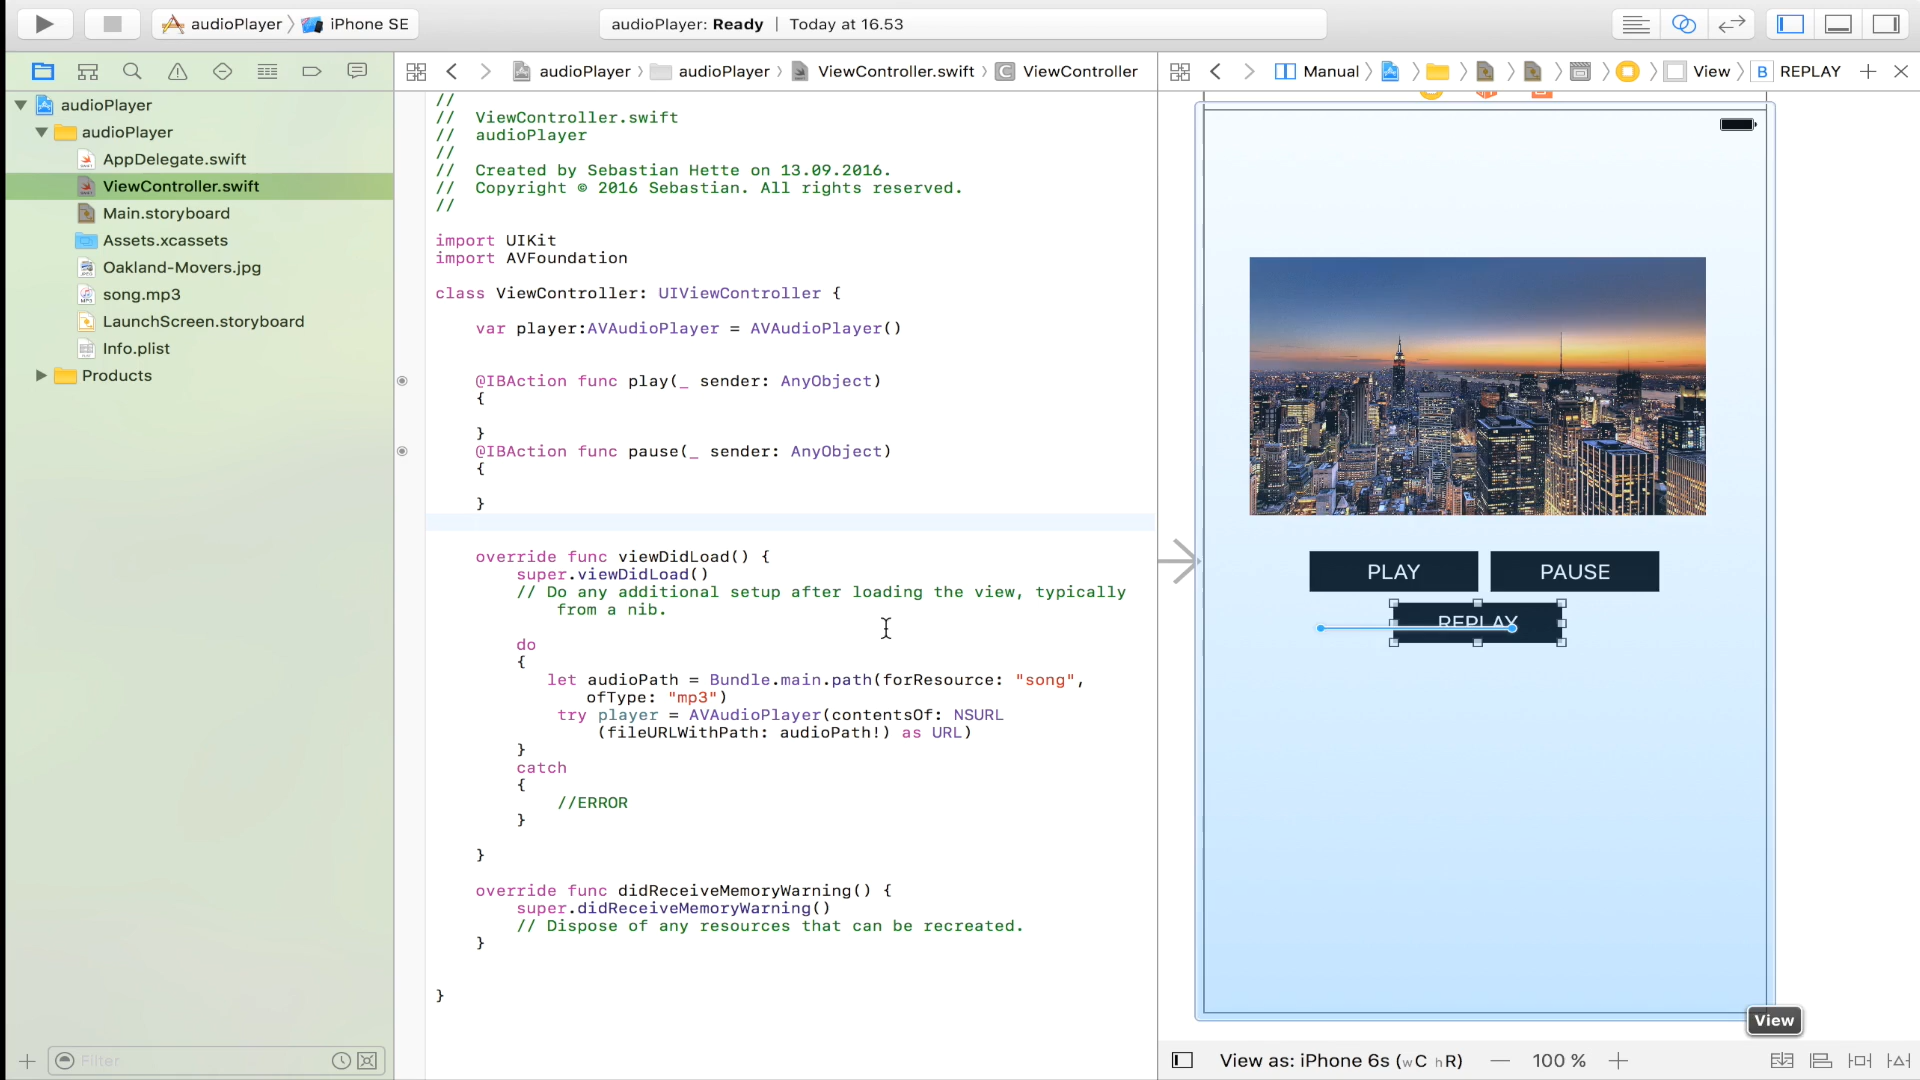 audioPlayer 〉 iPhone SE
audioPlayer: Ready | Today at 16.53
audioPlayer 〉 audioPlayer 〉 ViewController.swift 〉 C ViewController
Manual 〉 View 〉 B REPLAY
audioPlayer
audioPlayer
AppDelegate.swift
ViewController.swift
Main.storyboard
Assets.xcassets
Oakland-Movers.jpg
song.mp3
LaunchScreen.storyboard
Info.plist
Products
Filter
//
//  ViewController.swift
//  audioPlayer
//
//  Created by Sebastian Hette on 13.09.2016.
//  Copyright © 2016 Sebastian. All rights reserved.
//
import UIKit
import AVFoundation
class ViewController: UIViewController {
var player:AVAudioPlayer = AVAudioPlayer()
@IBAction func play(_ sender: AnyObject)
{
}
@IBAction func pause(_ sender: AnyObject)
{
}
override func viewDidLoad() {
super.viewDidLoad()
// Do any additional setup after loading the view, typically
from a nib.
do
{
let audioPath = Bundle.main.path(forResource: "song",
ofType: "mp3")
try player = AVAudioPlayer(contentsOf: NSURL
(fileURLWithPath: audioPath!) as URL)
}
catch
{
//ERROR
}
}
override func didReceiveMemoryWarning() {
super.didReceiveMemoryWarning()
// Dispose of any resources that can be recreated.
}
}
PLAY
PAUSE
REPLAY
View
View as: iPhone 6s (wC hR)
100 %